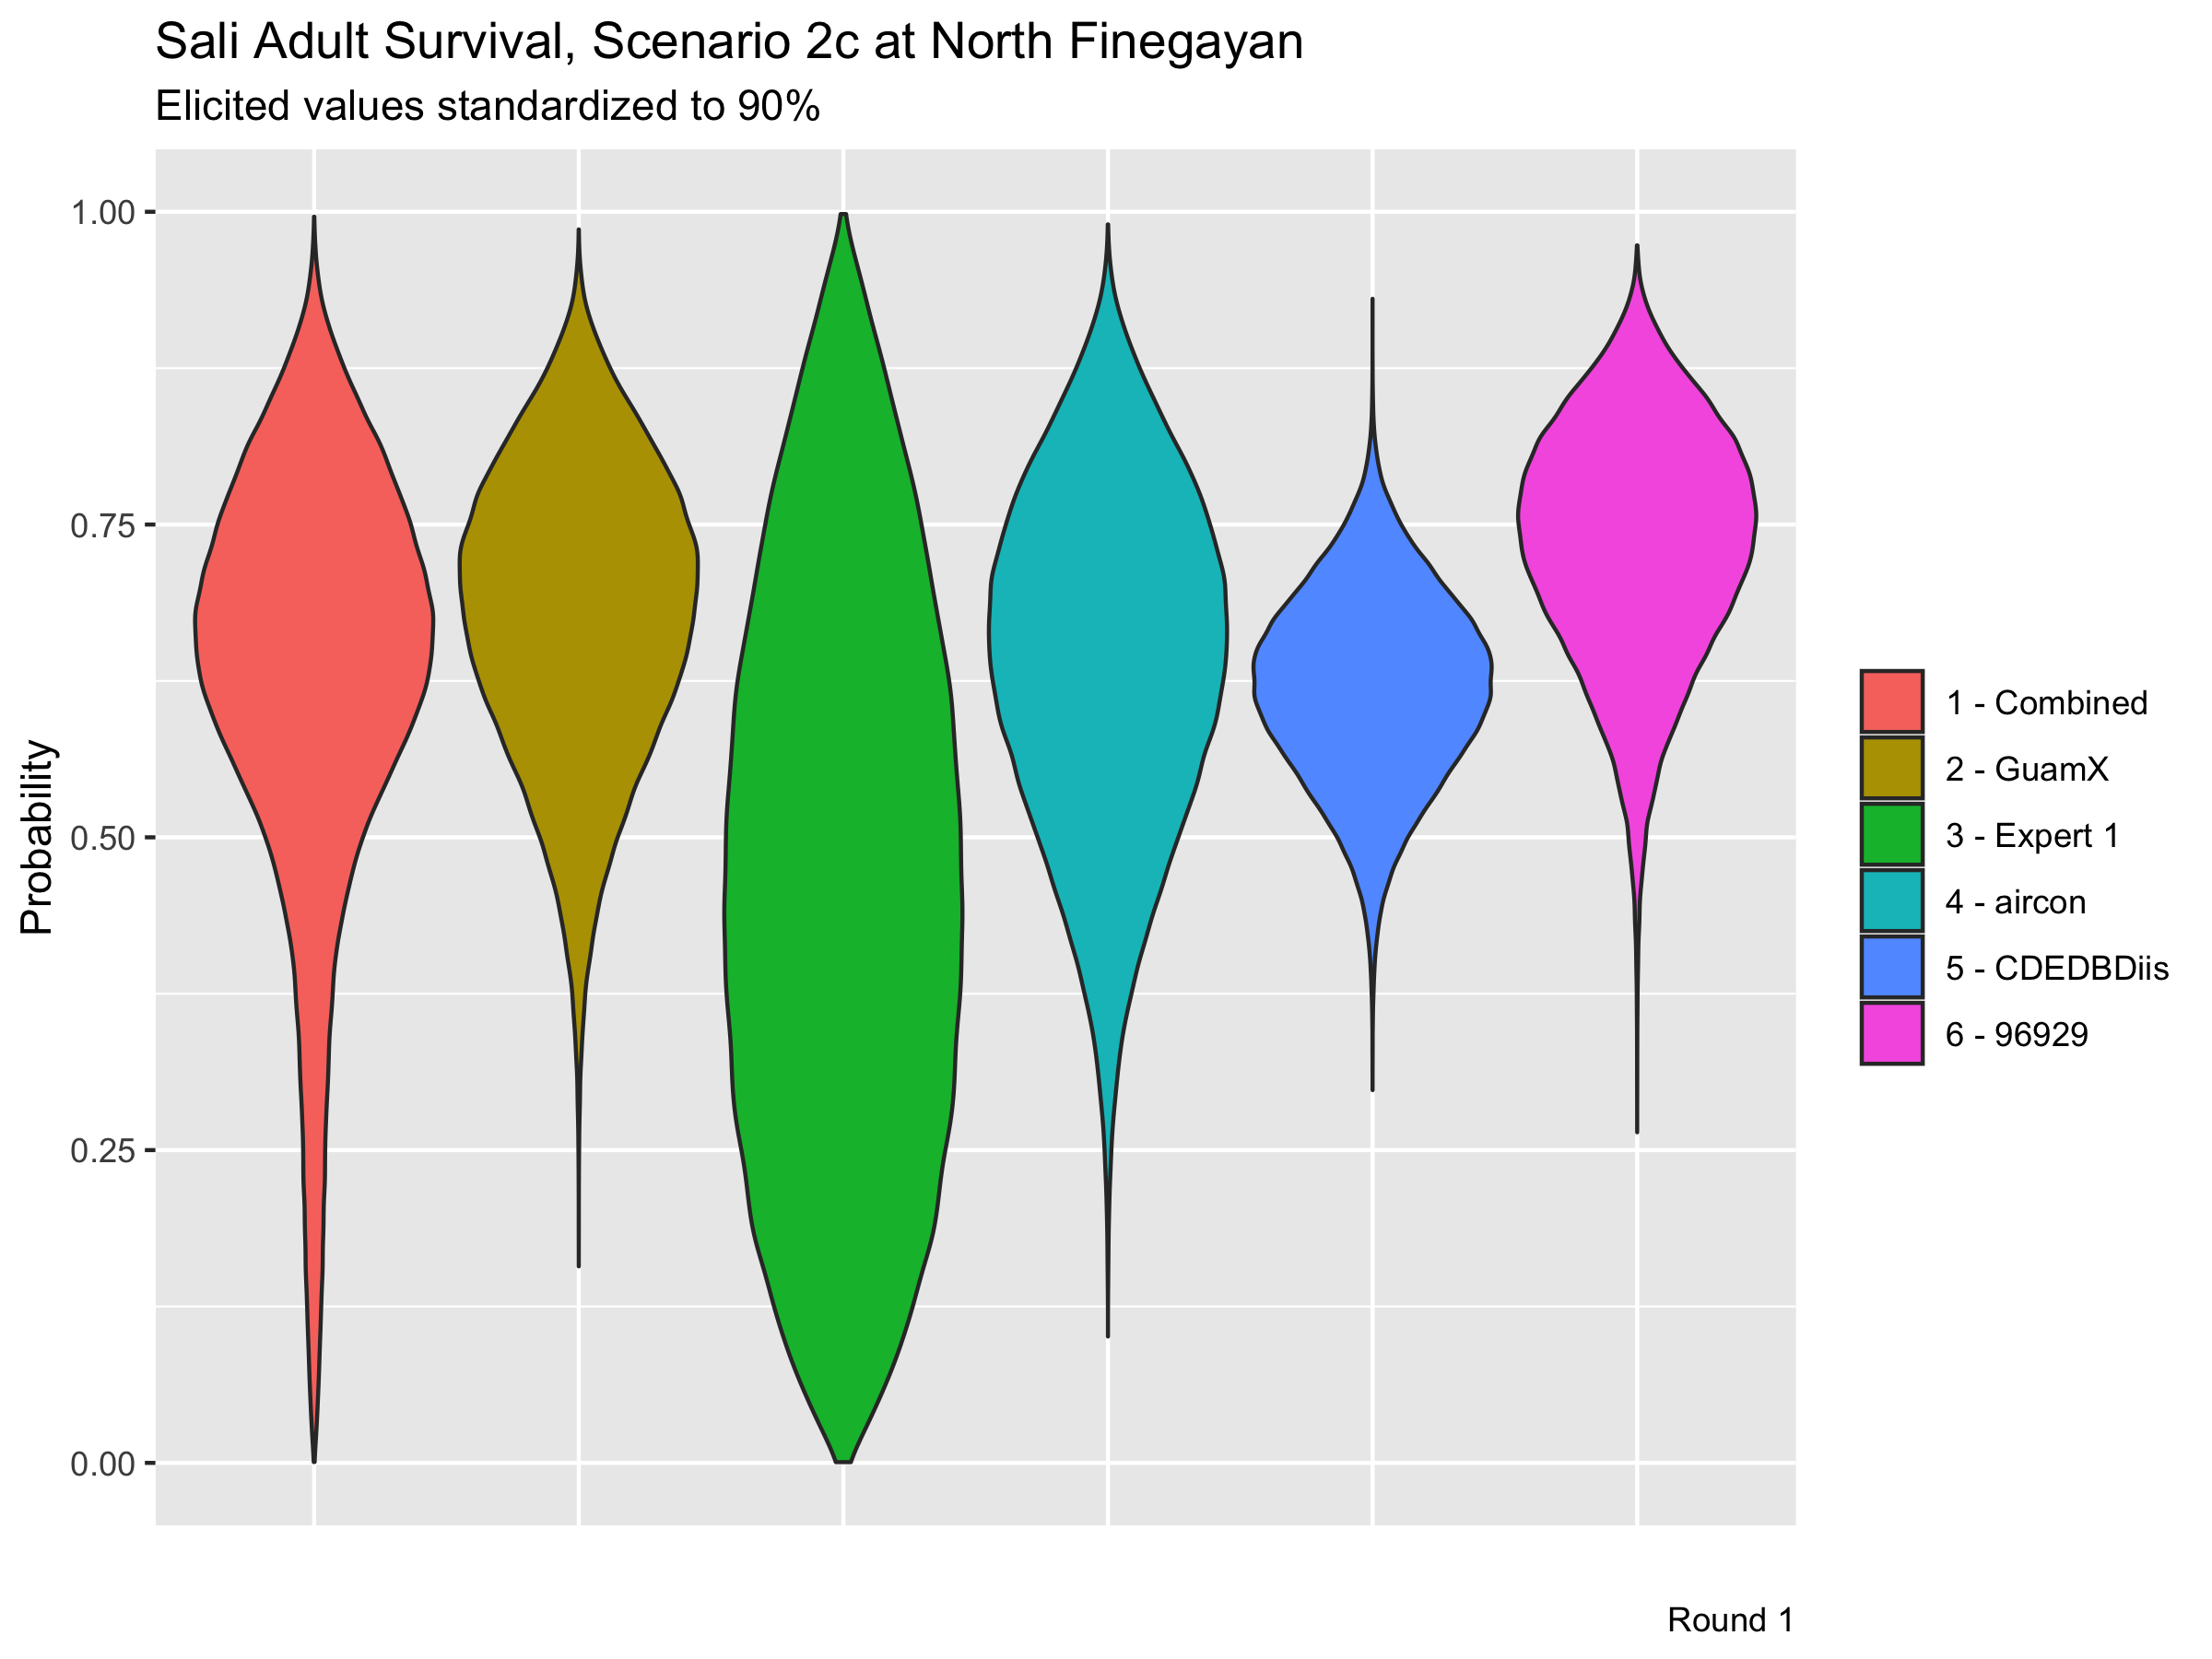 Sali Adult Survival, Scenario 2c at North Finegayan
Elicited values standardized to 90%
Probability
1.00
0.75
0.50
0.25
0.00
1 - Combined
2 - GuamX
3 - Expert 1
4 - aircon
5 - CDEDBDiis
6 - 96929
Round 1